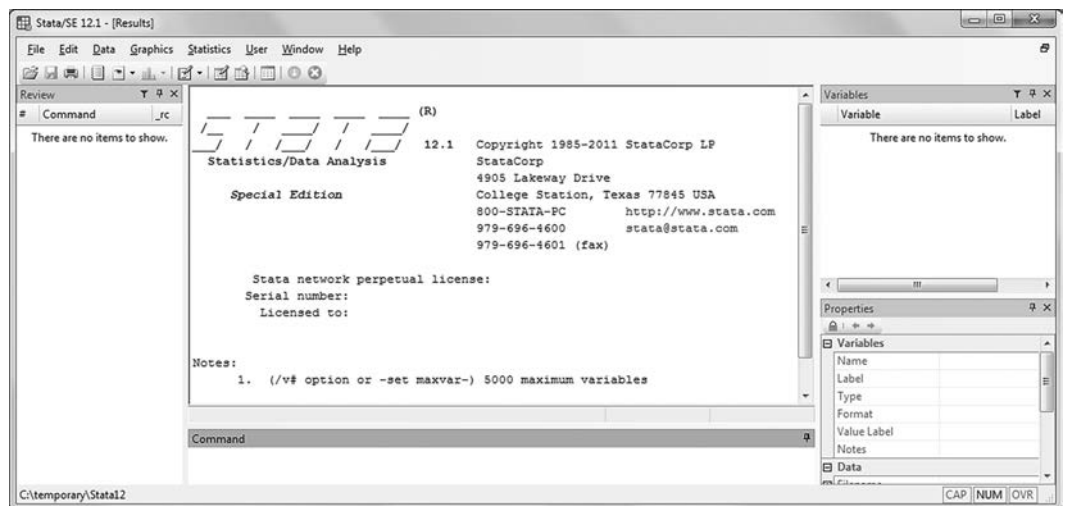 Stata/SE 12.1 - [Results]
File Edit Data Graphics Statistics User Window Help
Review
# Command _rc
There are no items to show.
(R)
STATA 12.1 Copyright 1985-2011 StataCorp LP
Statistics/Data Analysis StataCorp
4905 Lakeway Drive
Special Edition College Station, Texas 77845 USA
800-STATA-PC http://www.stata.com
979-696-4600 stata@stata.com
979-696-4601 (fax)
Stata network perpetual license:
Serial number:
Licensed to:
Notes:
1. (/v# option or -set maxvar-) 5000 maximum variables
Command
Variables
Variable Label
There are no items to show.
Properties
Variables
Name
Label
Type
Format
Value Label
Notes
Data
C:\temporary\Stata12
CAP NUM OVR